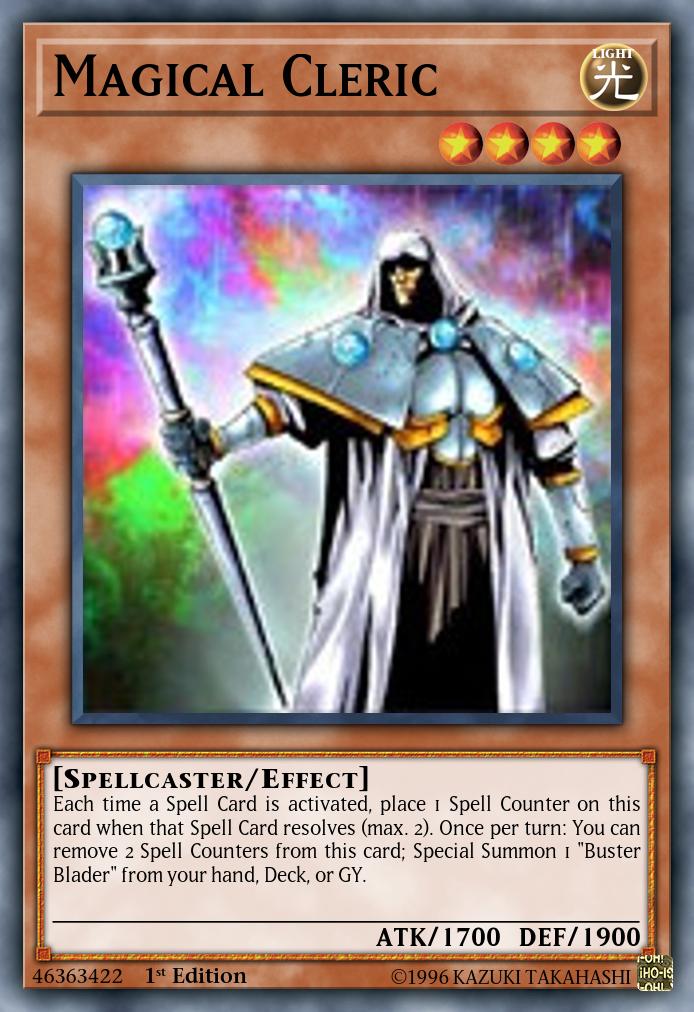 Magical Cleric
LIGHT
光
[Spellcaster/Effect]
Each time a Spell Card is activated, place 1 Spell Counter on this
card when that Spell Card resolves (max. 2). Once per turn: You can
remove 2 Spell Counters from this card; Special Summon 1 "Buster
Blader" from your hand, Deck, or GY.
ATK/1700 DEF/1900
46363422 1st Edition ©1996 KAZUKI TAKAHASHI